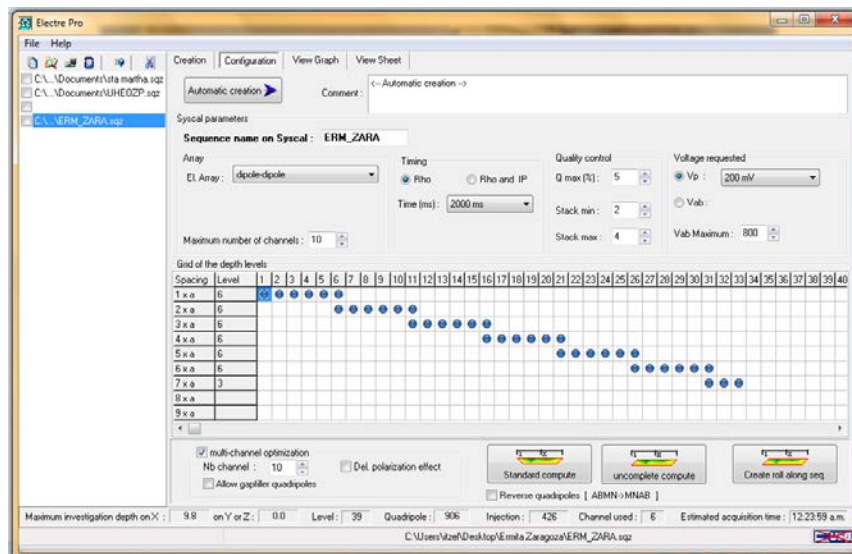 Electre Pro
File Help
Creation Configuration View Graph View Sheet
C:\...\Documents\sta martha.sqz
C:\...\Documents\UHEOZP.sqz
C:\...\ERM_ZARA.sqz
Automatic creation
Comment :
<-- Automatic creation -->
Syscal parameters
Sequence name on Syscal : ERM_ZARA
Array
El. Array : dipole-dipole
Maximum number of channels : 10
Timing
Rho Rho and IP
Time (ms) : 2000 ms
Quality control
Q max (%) : 5
Stack min : 2
Stack max : 4
Voltage requested
Vp : 200 mV
Vab :
Vab Maximum : 800
Grid of the depth levels
Spacing Level 1 2 3 4 5 6 7 8 9 10 11 12 13 14 15 16 17 18 19 20 21 22 23 24 25 26 27 28 29 30 31 32 33 34 35 36 37 38 39 40
1 x a 6
2 x a 6
3 x a 6
4 x a 6
5 x a 6
6 x a 6
7 x a 3
8 x a
9 x a
multi-channel optimization
Nb channel : 10
Allow gapfiller quadripoles
Del. polarization effect
Standard compute
uncomplete compute
Create roll along seq.
Reverse quadripoles [ ABMN->MNAB ]
Maximum investigation depth on X : 9.8 on Y or Z : 0.0 Level : 39 Quadripole : 906 Injection : 426 Channel used : 6 Estimated acquisition time : 12:23:59 a.m.
C:\Users\itzel\Desktop\Ermita Zaragoza\ERM_ZARA.sqz